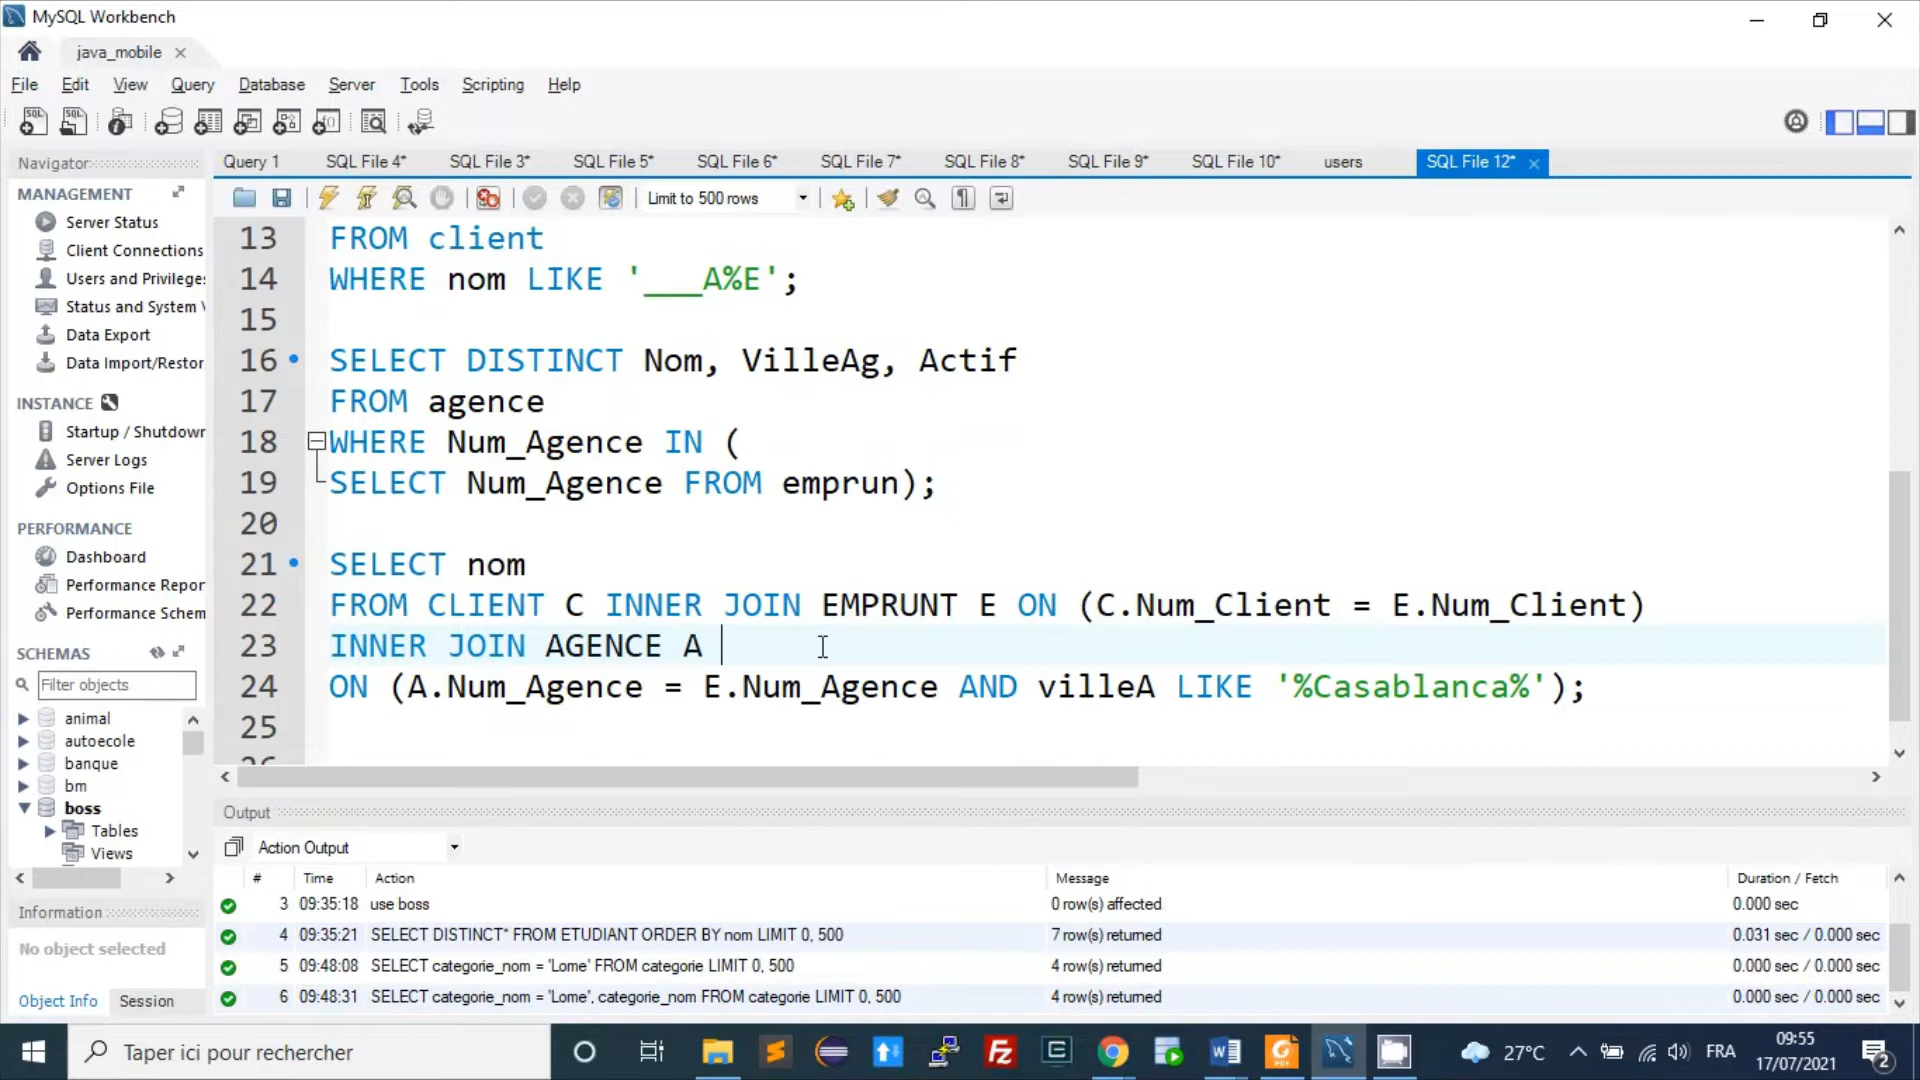 MySQL Workbench
java_mobile
File Edit View Query Database Server Tools Scripting Help
Navigator
Query 1 SQL File 4* SQL File 3* SQL File 5* SQL File 6* SQL File 7* SQL File 8* SQL File 9* SQL File 10* users SQL File 12*
Limit to 500 rows
MANAGEMENT
Server Status
Client Connections
Users and Privileges
Status and System V
Data Export
Data Import/Restor
INSTANCE
Startup / Shutdown
Server Logs
Options File
PERFORMANCE
Dashboard
Performance Repor
Performance Schem
SCHEMAS
Filter objects
animal
autoecole
banque
bm
boss
Tables
Views
Information
No object selected
Object Info Session
13 FROM client
14 WHERE nom LIKE '___A%E';
15
16 SELECT DISTINCT Nom, VilleAg, Actif
17 FROM agence
18 WHERE Num_Agence IN (
19 SELECT Num_Agence FROM emprun);
20
21 SELECT nom
22 FROM CLIENT C INNER JOIN EMPRUNT E ON (C.Num_Client = E.Num_Client)
23 INNER JOIN AGENCE A
24 ON (A.Num_Agence = E.Num_Agence AND villeA LIKE '%Casablanca%');
25
Output
Action Output
# Time Action Message Duration / Fetch
3 09:35:18 use boss 0 row(s) affected 0.000 sec
4 09:35:21 SELECT DISTINCT* FROM ETUDIANT ORDER BY nom LIMIT 0, 500 7 row(s) returned 0.031 sec / 0.000 sec
5 09:48:08 SELECT categorie_nom = 'Lome' FROM categorie LIMIT 0, 500 4 row(s) returned 0.000 sec / 0.000 sec
6 09:48:31 SELECT categorie_nom = 'Lome', categorie_nom FROM categorie LIMIT 0, 500 4 row(s) returned 0.000 sec / 0.000 sec
Taper ici pour rechercher
27°C FRA
09:55
17/07/2021
2